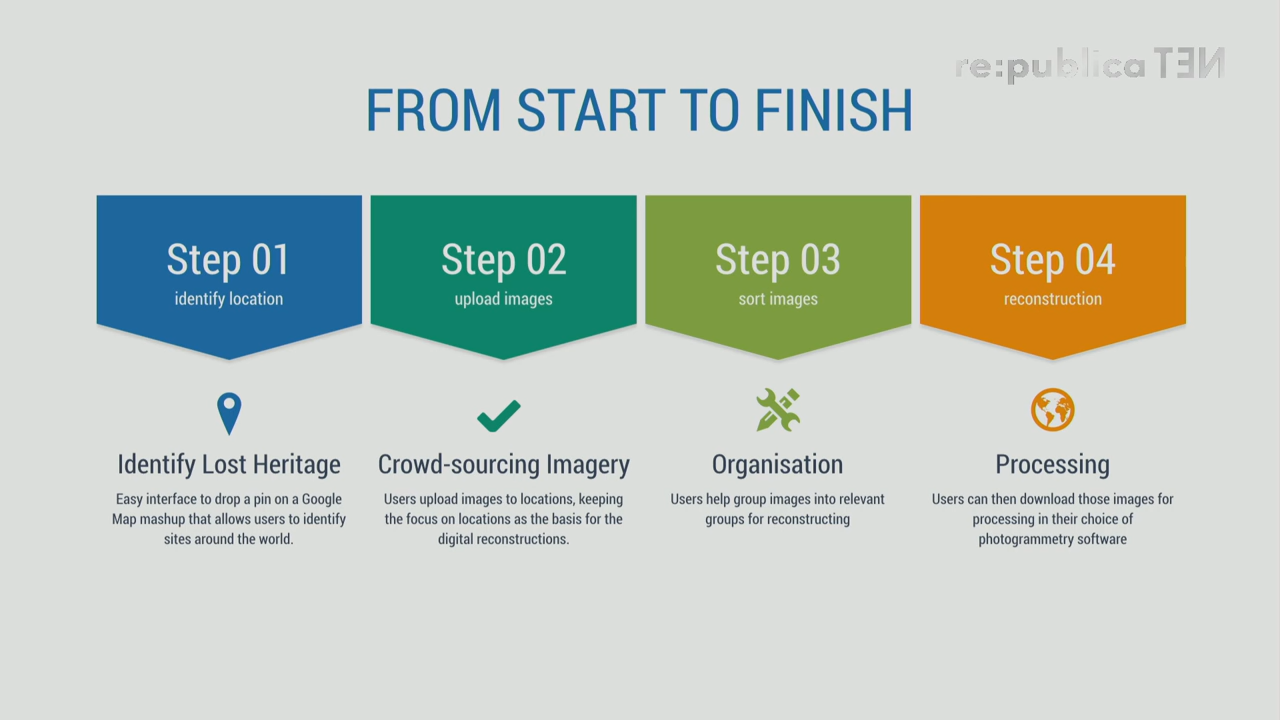 re:publica TEN
FROM START TO FINISH
Step 01
identify location
Step 02
upload images
Step 03
sort images
Step 04
reconstruction
Identify Lost Heritage
Easy interface to drop a pin on a Google
Map mashup that allows users to identify
sites around the world.
Crowd-sourcing Imagery
Users upload images to locations, keeping
the focus on locations as the basis for the
digital reconstructions.
Organisation
Users help group images into relevant
groups for reconstructing
Processing
Users can then download those images for
processing in their choice of
photogrammetry software